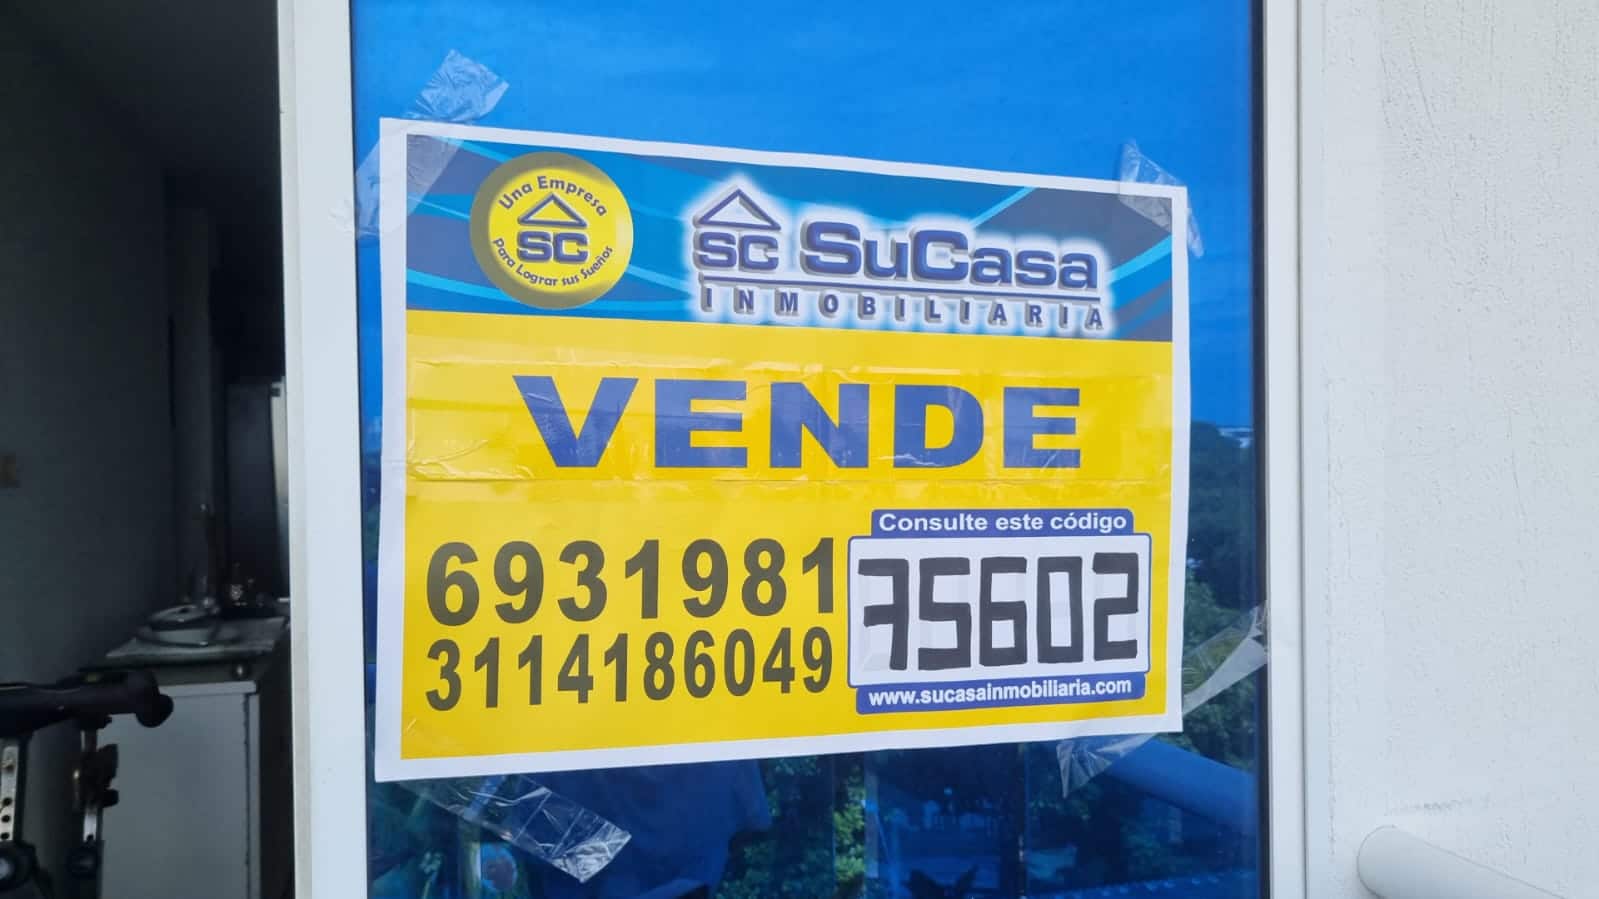 Una Empresa
SC
Para Lograr sus Sueños
SC SuCasa
INMOBILIARIA
VENDE
Consulte este código
6931981
75602
3114186049
www.sucasainmobiliaria.com